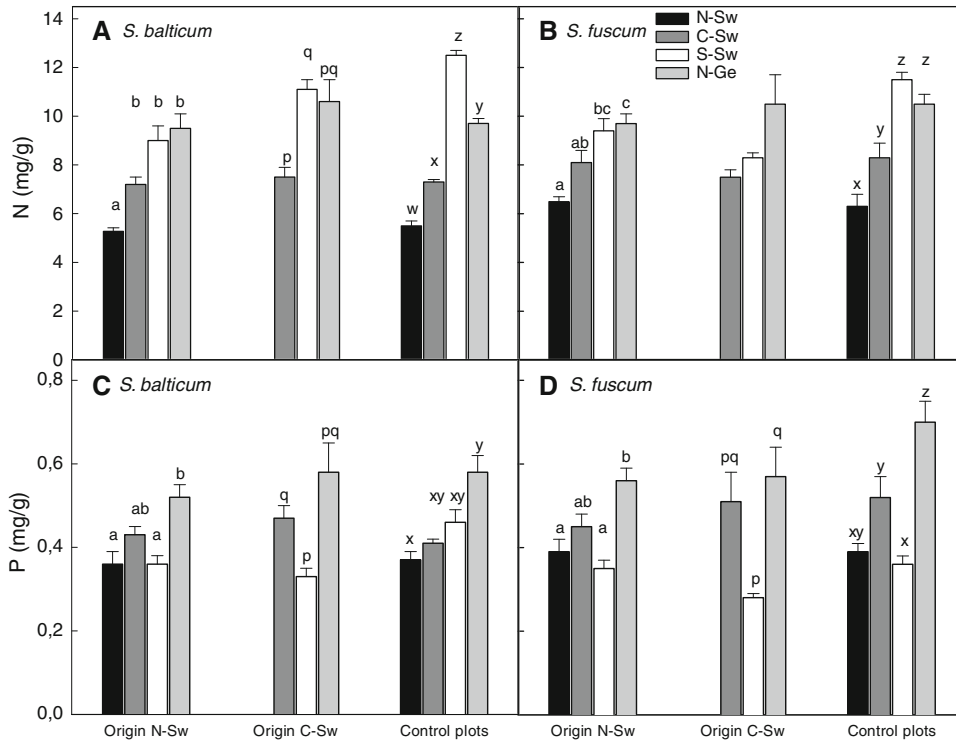 14
12
10
8
6
4
2
0
N (mg/g)
A S. balticum
a
b
b
b
p
q
pq
w
x
z
y
B S. fuscum
N-Sw
C-Sw
S-Sw
N-Ge
a
ab
bc
c
x
y
z
z
0,8
0,6
0,4
0,2
0,0
P (mg/g)
C S. balticum
a
ab
a
b
q
p
pq
x
xy
xy
y
Origin N-Sw
Origin C-Sw
Control plots
D S. fuscum
a
ab
a
b
pq
p
q
xy
y
x
z
Origin N-Sw
Origin C-Sw
Control plots